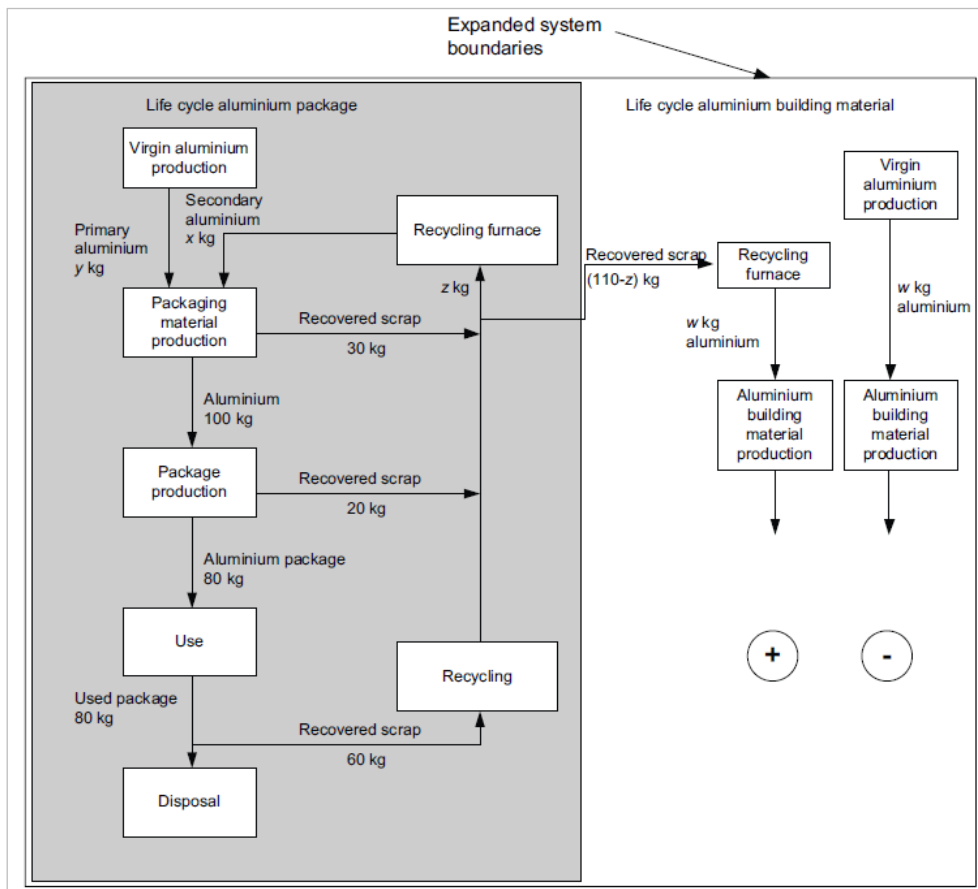 Expanded system
boundaries
Life cycle aluminium package
Life cycle aluminium building material
Virgin aluminium
production
Secondary
aluminium
x kg
Primary
aluminium
y kg
Recycling furnace
Virgin
aluminium
production
Recovered scrap
(110-z) kg
Recycling
furnace
z kg
w kg
aluminium
w kg
aluminium
Packaging
material
production
Recovered scrap
30 kg
Aluminium
100 kg
Aluminium
building
material
production
Aluminium
building
material
production
Package
production
Recovered scrap
20 kg
Aluminium package
80 kg
Use
Recycling
+
-
Used package
80 kg
Recovered scrap
60 kg
Disposal